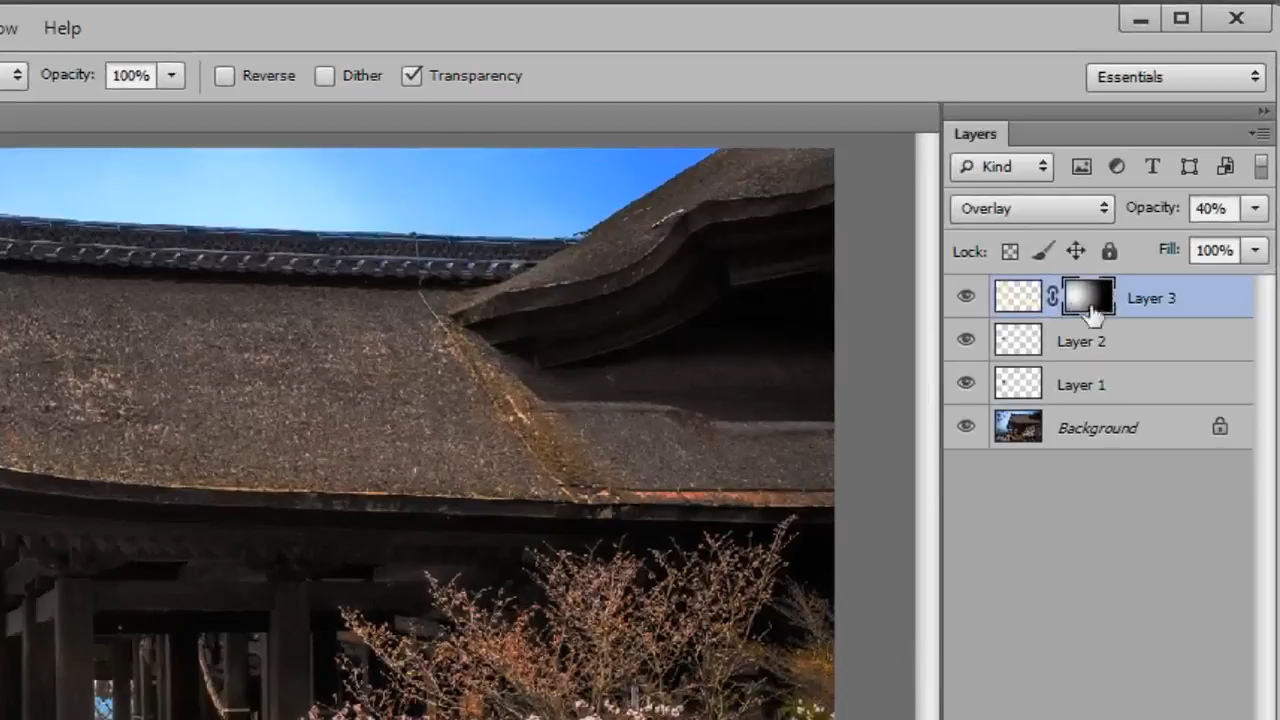 ow Help
Opacity: 100% Reverse Dither Transparency Essentials
Layers
Kind T
Overlay Opacity: 40%
Lock: Fill: 100%
Layer 3
Layer 2
Layer 1
Background